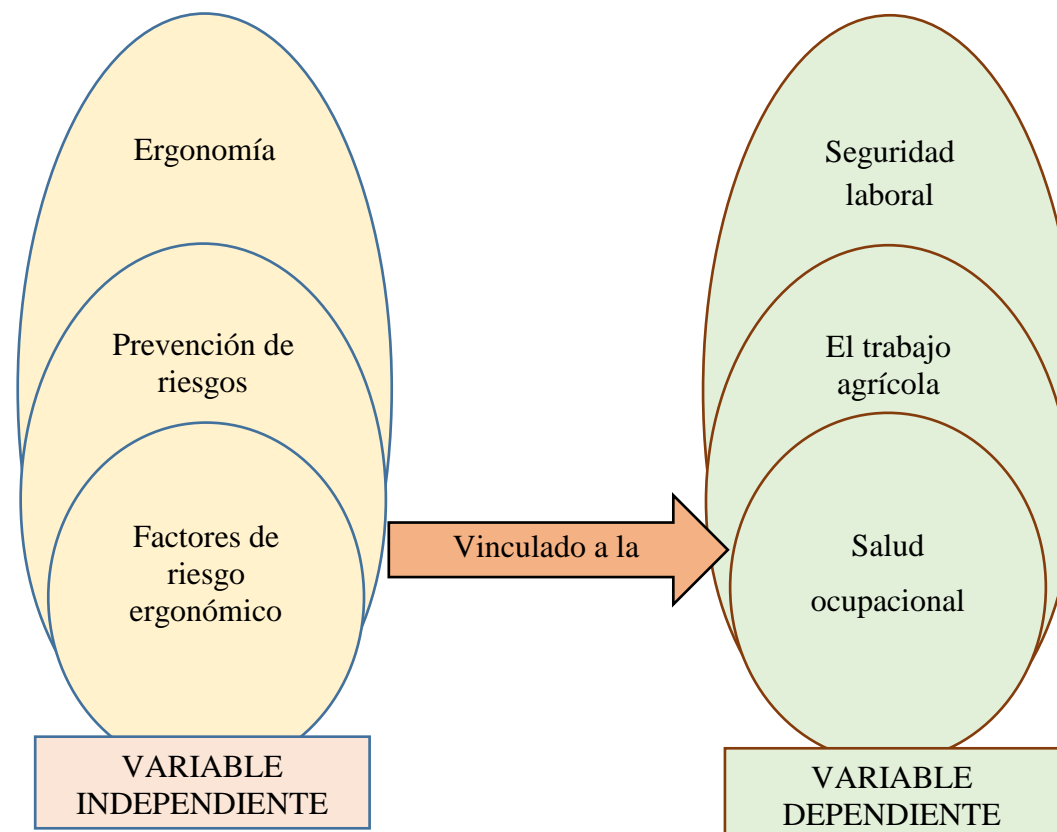 Ergonomía
Prevención de
riesgos
Factores de
riesgo
ergonómico
VARIABLE
INDEPENDIENTE
Vinculado a la
Seguridad
laboral
El trabajo
agrícola
Salud
ocupacional
VARIABLE
DEPENDIENTE